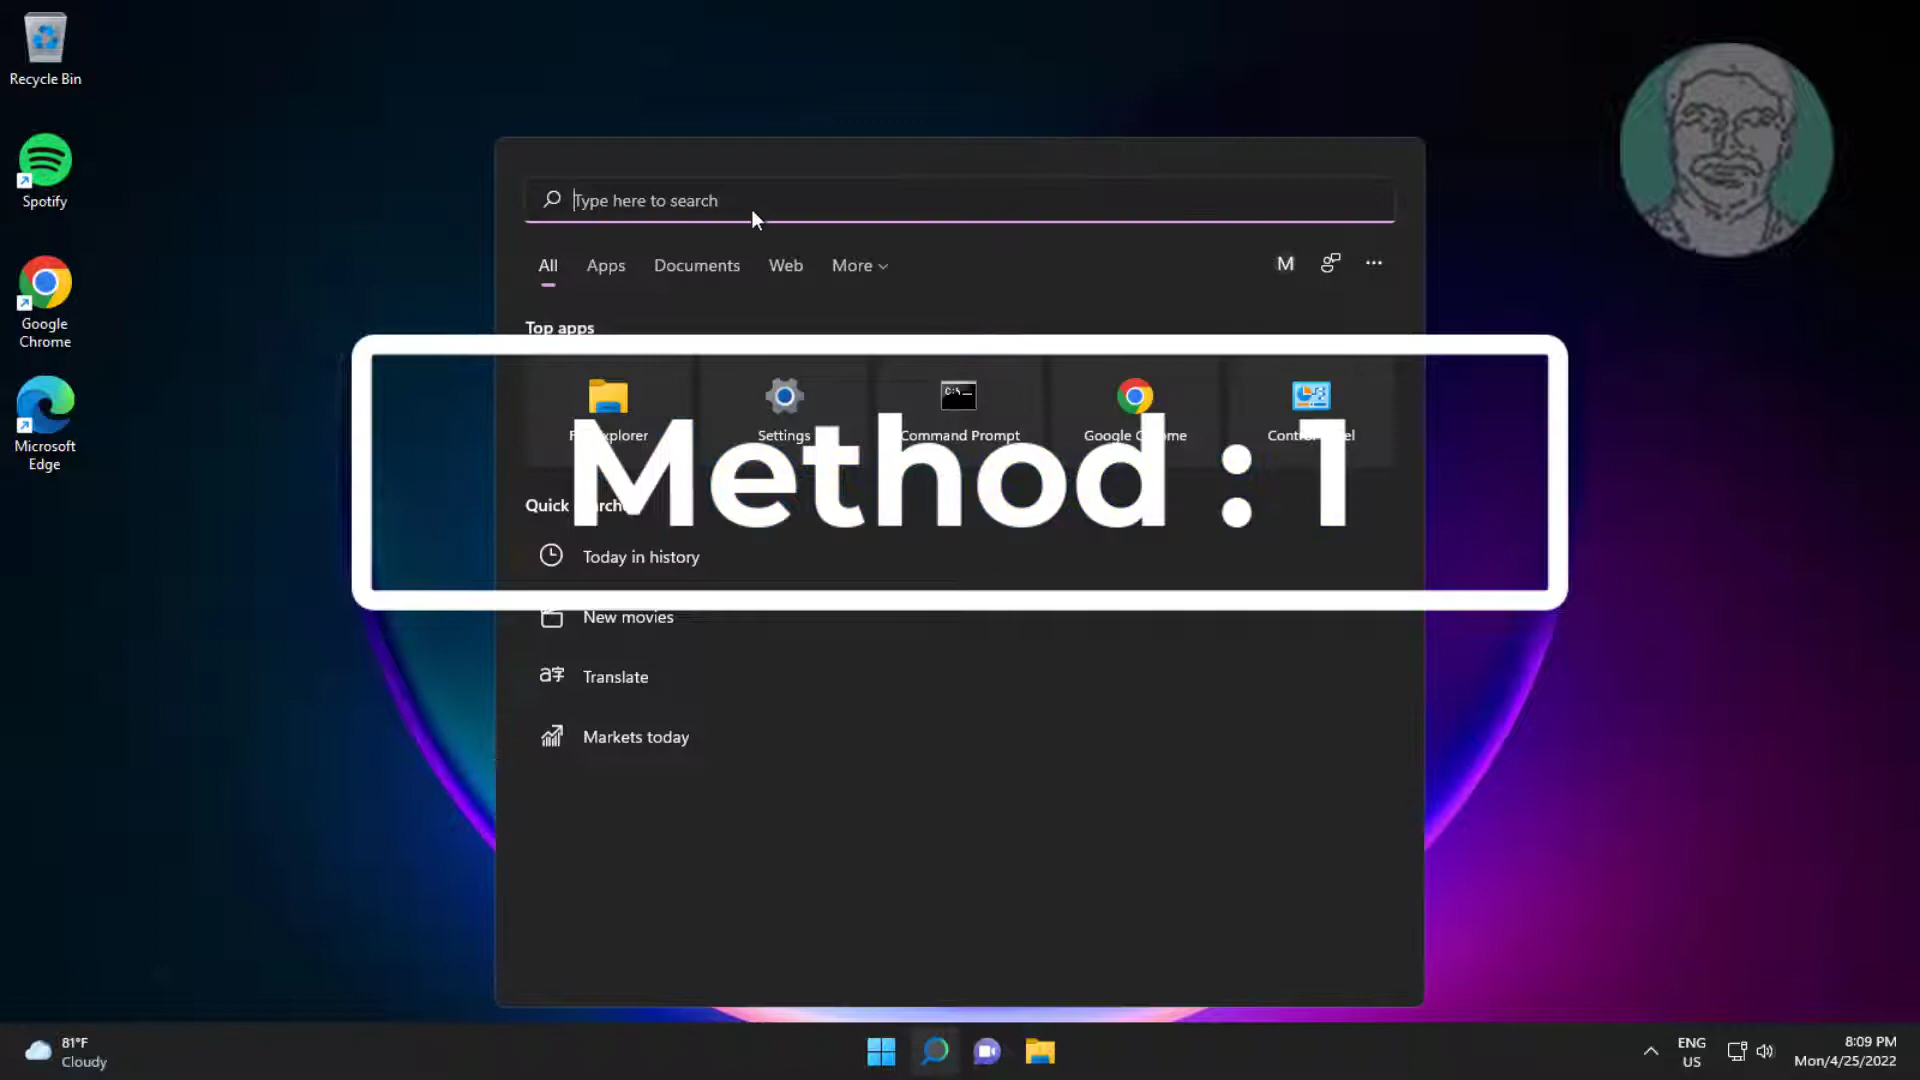 Recycle Bin
Spotify
Google
Chrome
Microsoft
Edge
Type here to search
All Apps Documents Web More
M
Top apps
Settings
Command Prompt
Google
Method : 1
Quick
Today in history
New movies
Translate
Markets today
81°F
Cloudy
ENG
US
8:09 PM
Mon/4/25/2022